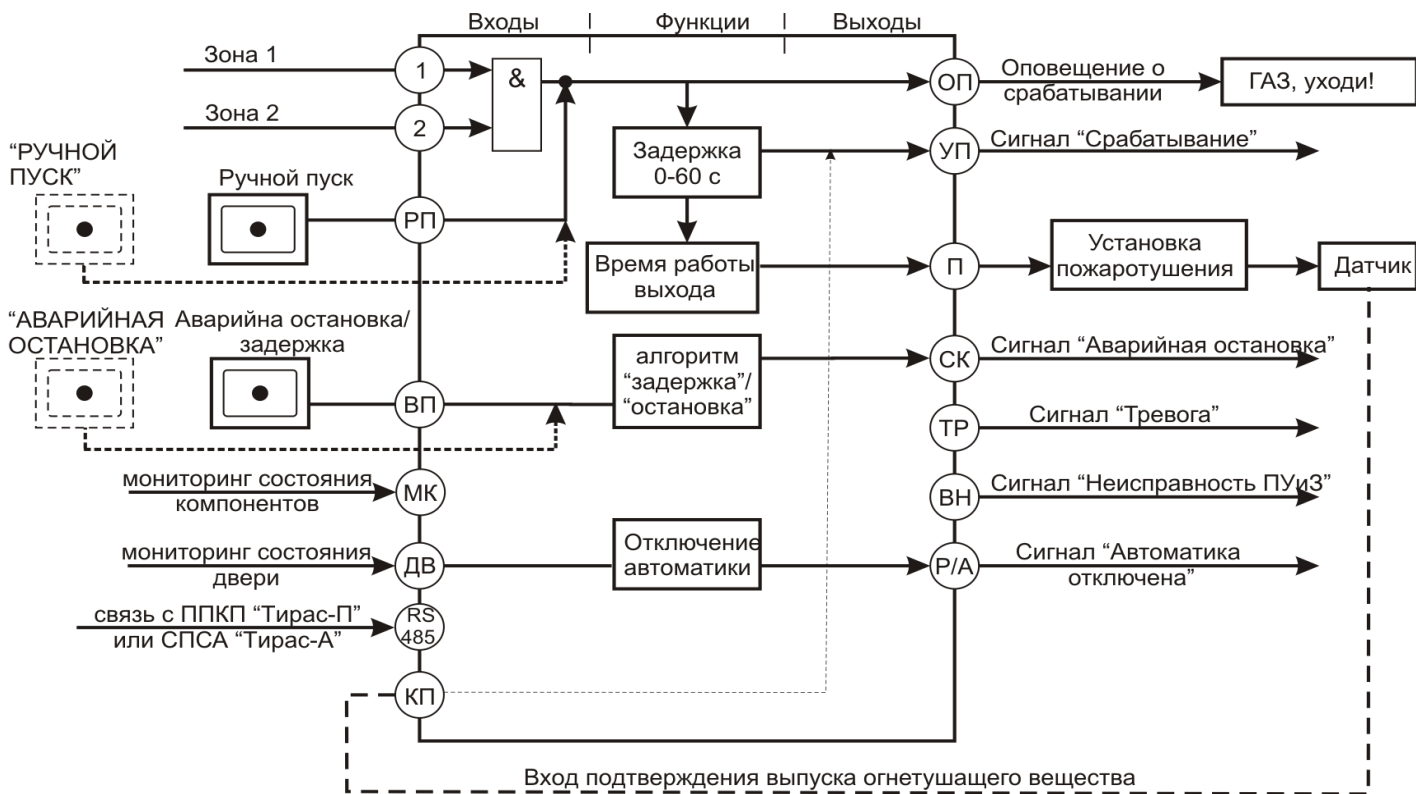 Входы | Функции | Выходы
Зона 1
1
&
ОП
Оповещение о
срабатывании
ГАЗ, уходи!
Зона 2
2
Задержка
0-60 с
УП
Сигнал “Срабатывание”
“РУЧНОЙ
ПУСК”
Ручной пуск
РП
Время работы
выхода
П
Установка
пожаротушения
Датчик
“АВАРИЙНАЯ
ОСТАНОВКА”
Аварийна остановка/
задержка
ВП
алгоритм
“задержка”/
“остановка”
СК
Сигнал “Аварийная остановка”
ТР
Сигнал “Тревога”
мониторинг состояния
компонентов
МК
ВН
Сигнал “Неисправность ПУиЗ”
мониторинг состояния
двери
ДВ
Отключение
автоматики
Р/А
Сигнал “Автоматика
отключена”
связь с ППКП “Тирас-П”
или СПСА “Тирас-А”
RS
485
КП
Вход подтверждения выпуска огнетушащего вещества